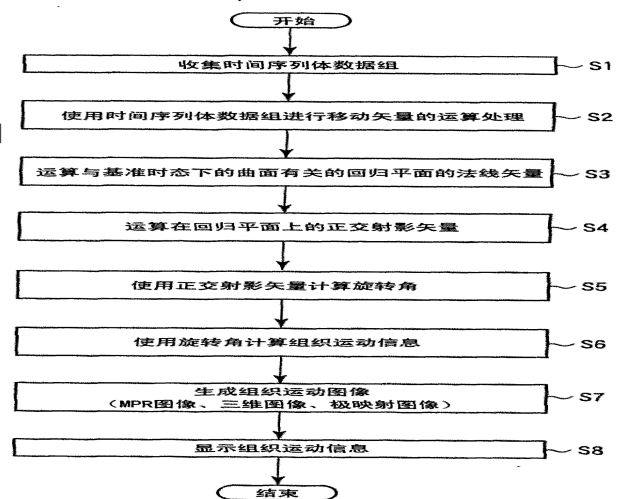 开始
收集时间序列体数据组
S1
使用时间序列体数据组进行移动矢量的运算处理
S2
运算与基准时态下的曲面有关的回归平面的法线矢量
S3
运算在回归平面上的正交射影矢量
S4
使用正交射影矢量计算旋转角
S5
使用旋转角计算组织运动信息
S6
生成组织运动图像
(MPR图像、三维图像、极映射图像)
S7
显示组织运动信息
S8
结束